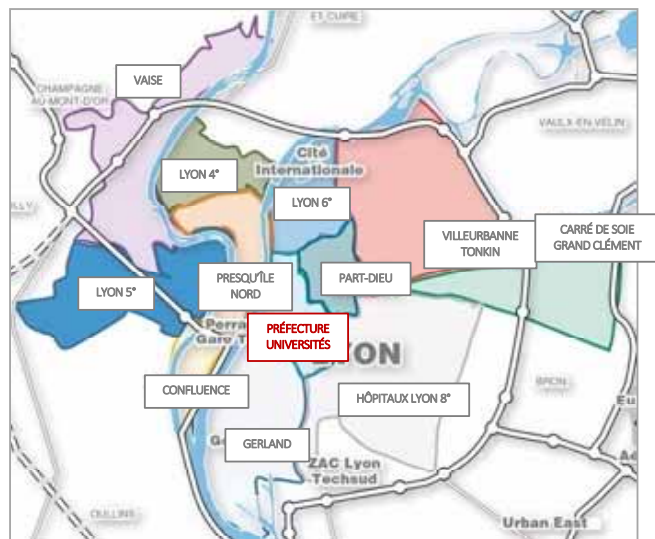 ET CUIRE
VAISE
CHAMPAGNE
AU-MONT-D'OR
VAULX-EN-VELIN
Cité
Internationale
LYON 4°
LYON 6°
CARRÉ DE SOIE
GRAND CLÉMENT
VILLEURBANNE
TONKIN
PRESQU'ÎLE
NORD
PART-DIEU
LYON 5°
Perra
Gare T
PRÉFECTURE
UNIVERSITÉS
LYON
CONFLUENCE
HÔPITAUX LYON 8°
BRON
Eu
GERLAND
ZAC Lyon
Techsud
OULLINS
Urban East